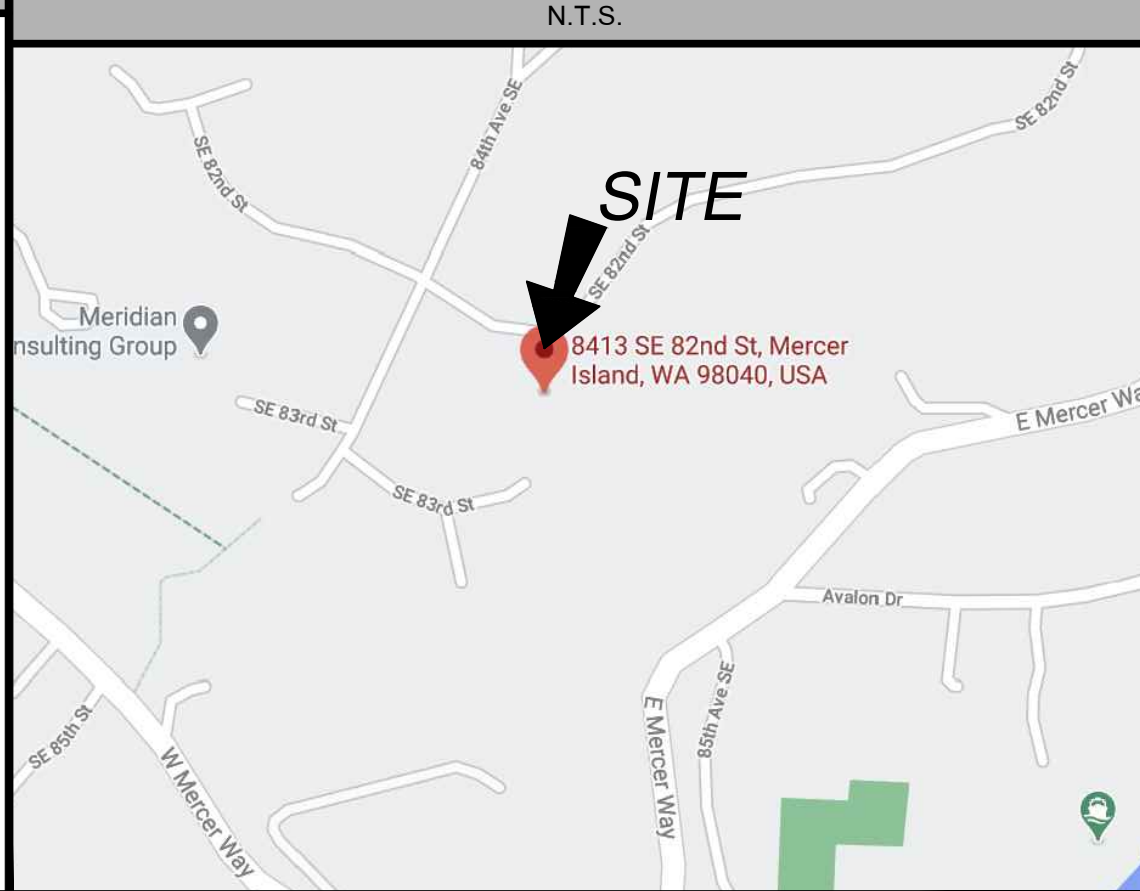 N.T.S.
84th Ave SE
SE 82nd St
SE 82nd St
SITE
SE 82nd St
Meridian
nsulting Group
8413 SE 82nd St, Mercer
Island, WA 98040, USA
SE 83rd St
E Mercer Wa
SE 83rd St
Avalon Dr
SE 85th St
W Mercer Way
E Mercer Way
85th Ave SE